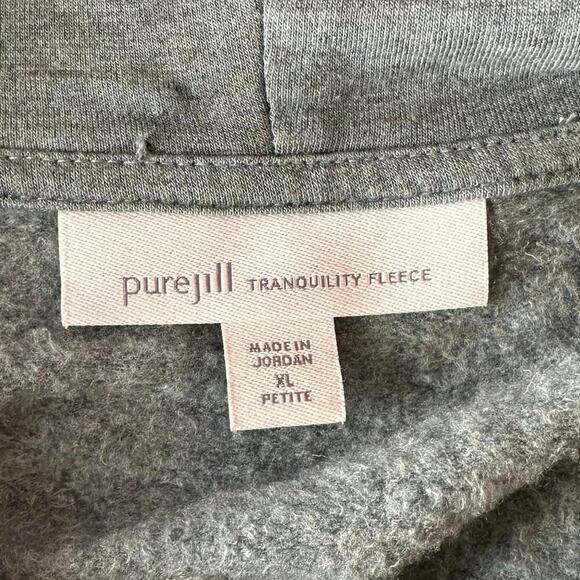 purejill TRANQUILITY FLEECE
MADE IN
JORDAN
XL
PETITE